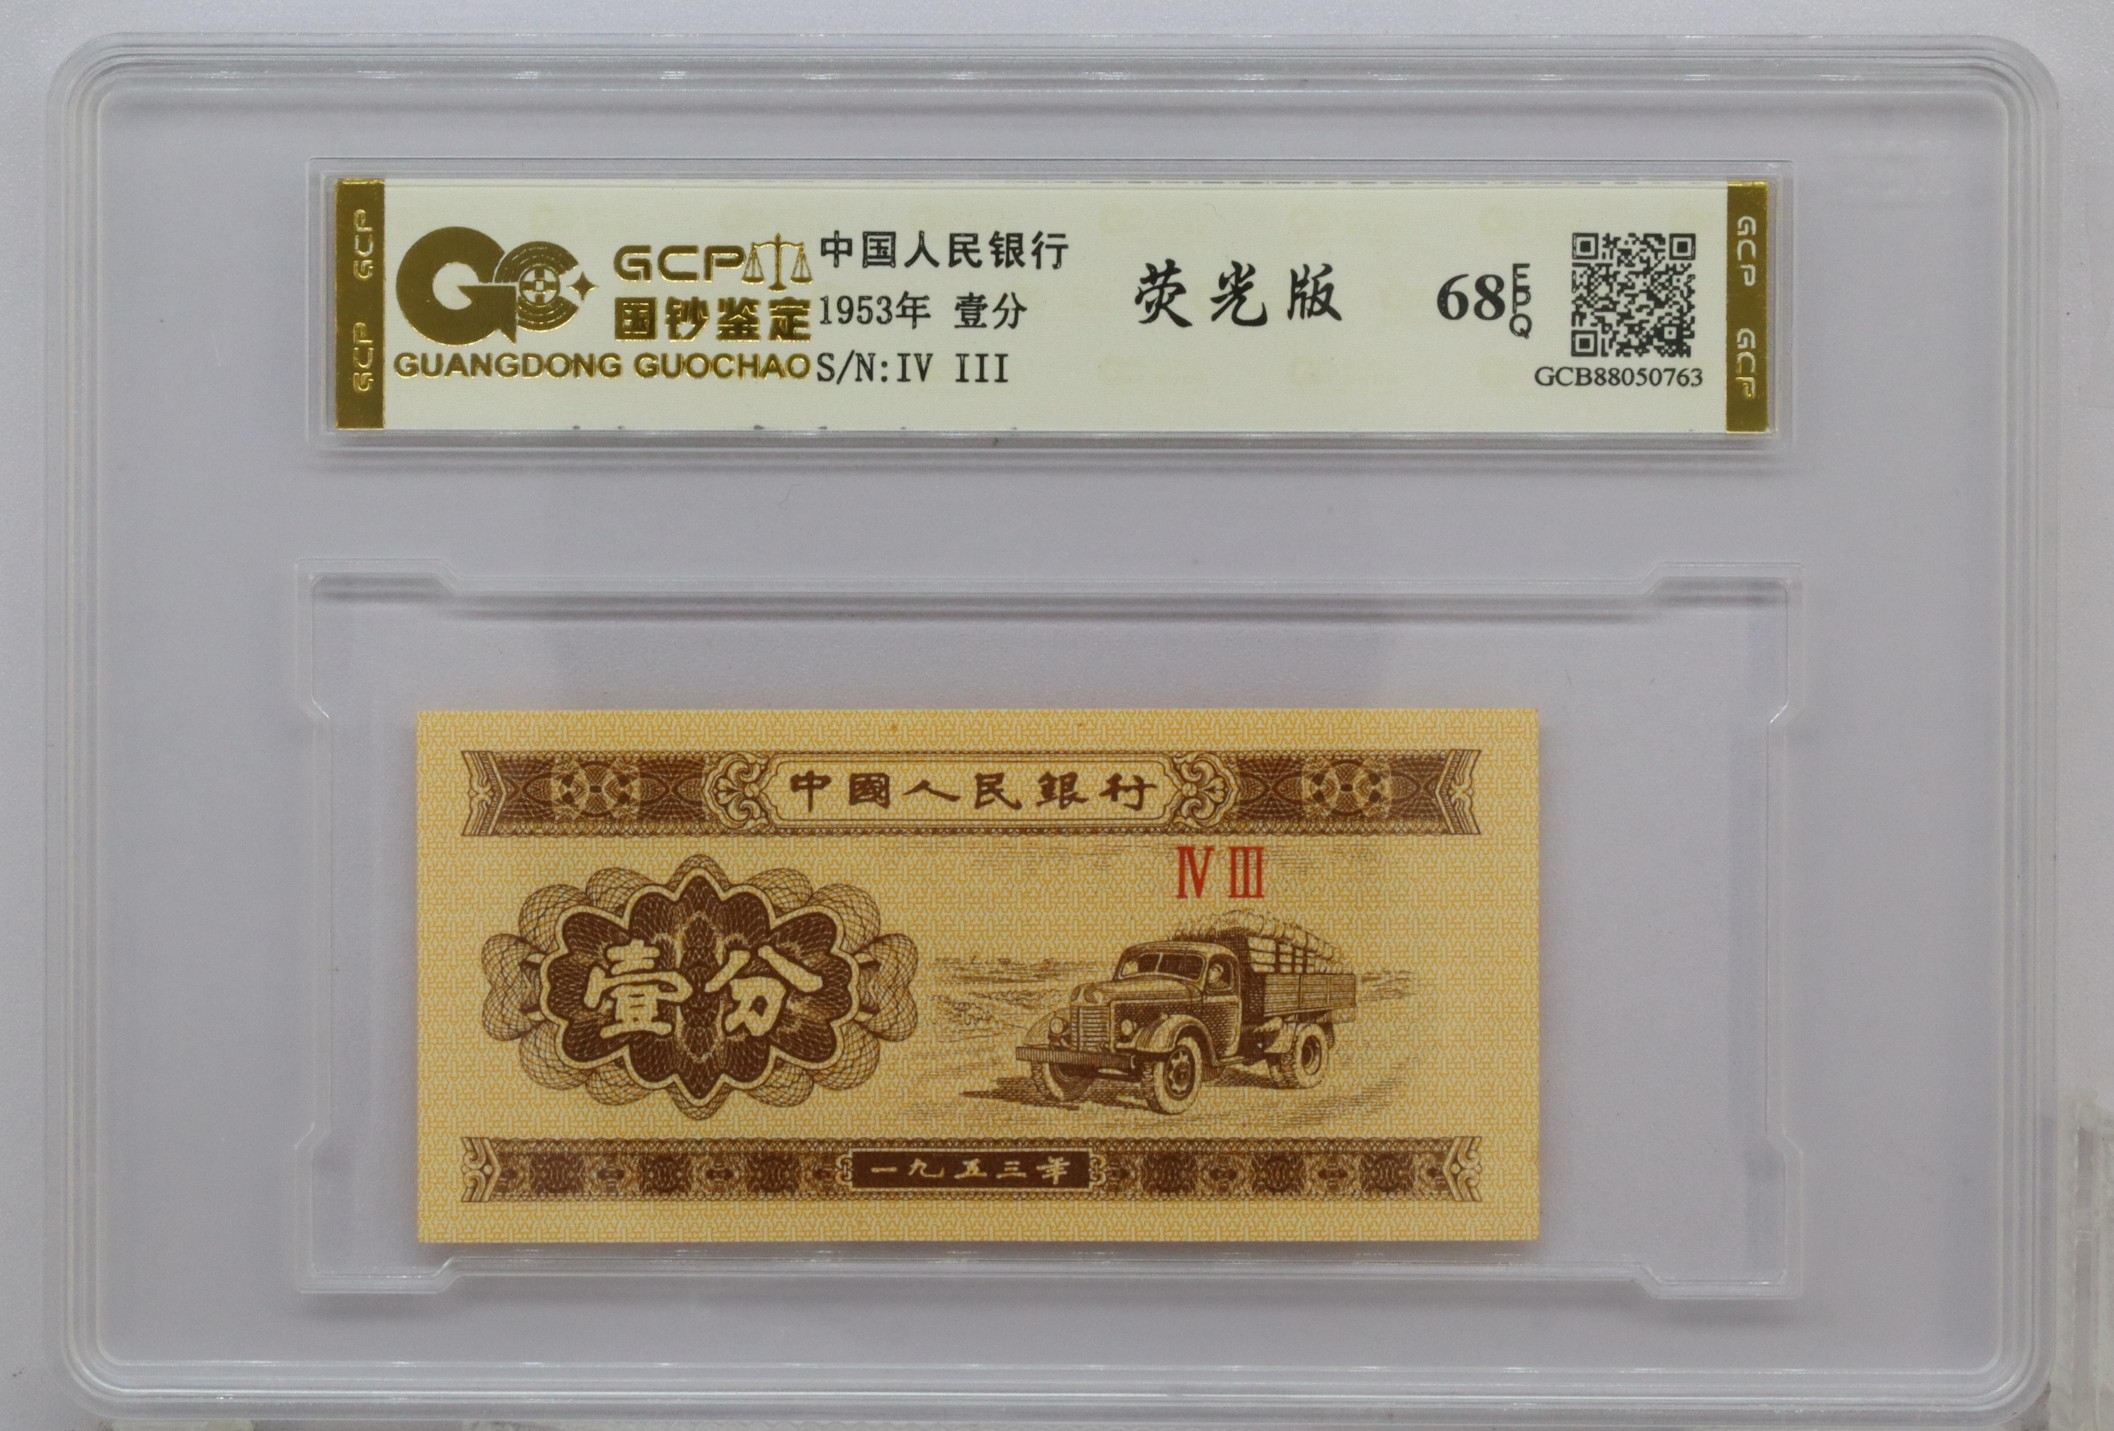 GCP GCP
GCP
国钞鉴定
GUANGDONG GUOCHAO
中国人民银行
1953年 壹分
S/N:IV III
荧光版
68 EPQ
GCB88050763
GCP GCP
中國人民銀行
IV III
壹分
一九五三年